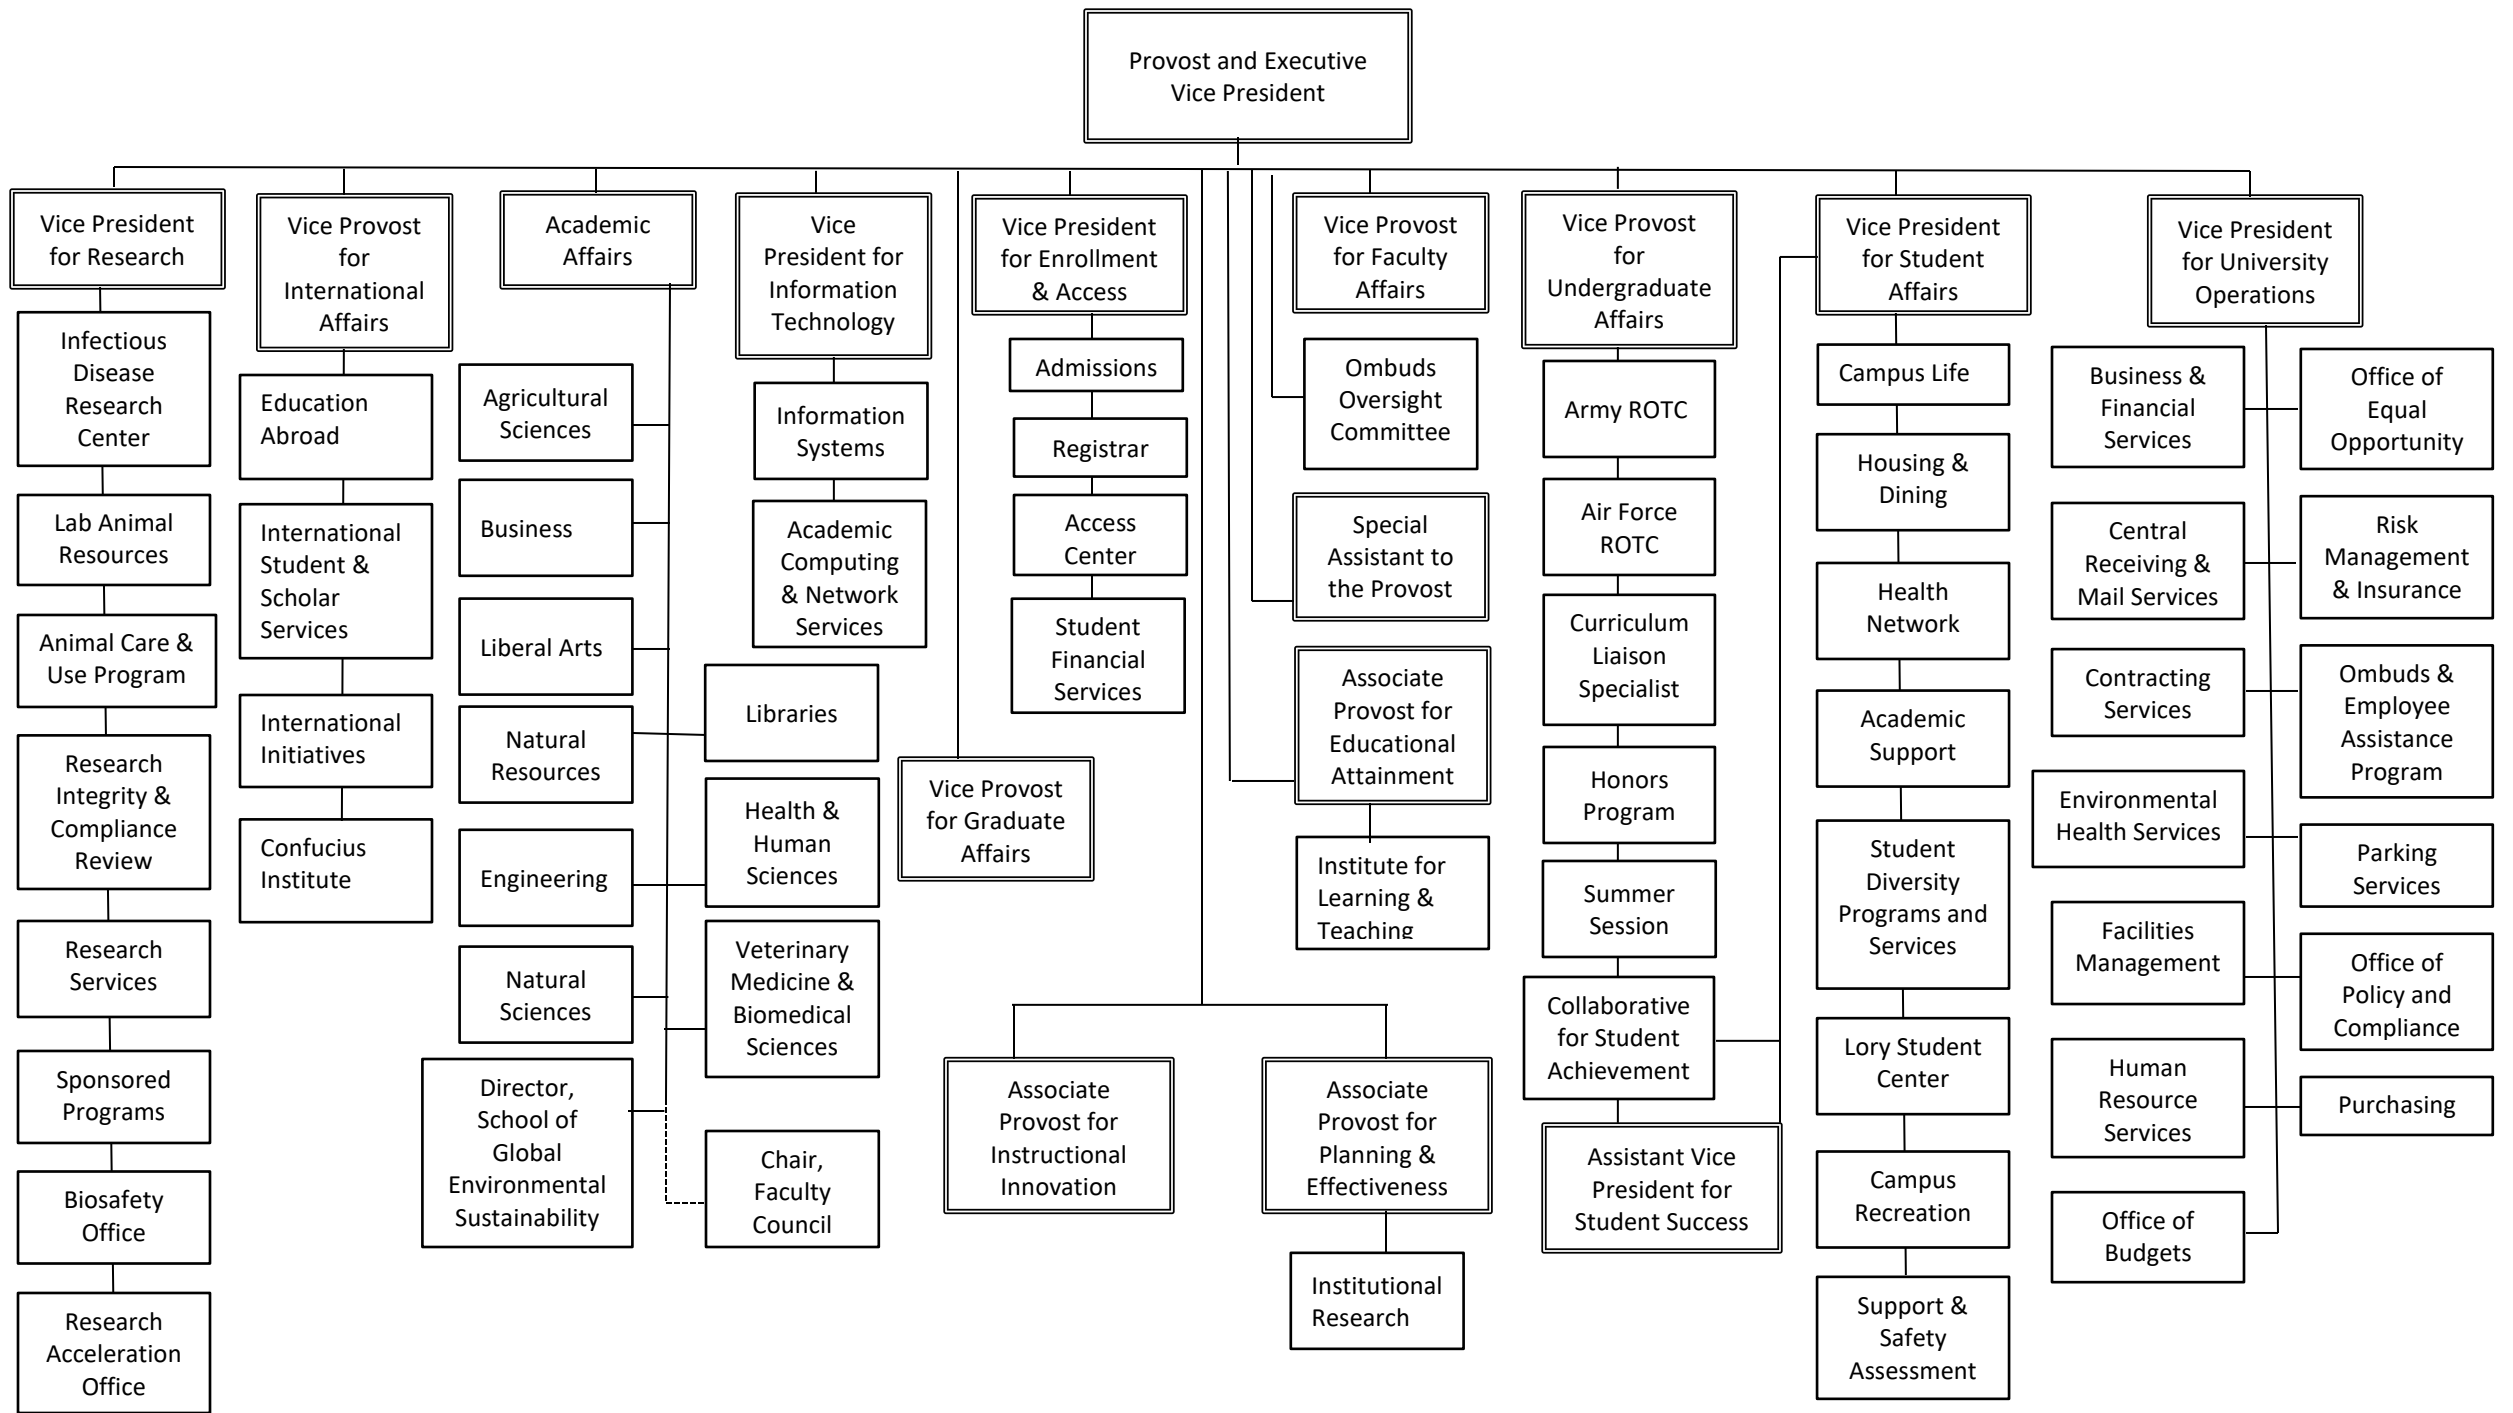 Provost and Executive
Vice President
Vice President
for Research
Infectious
Disease
Research
Center
Lab Animal
Resources
Animal Care &
Use Program
Research
Integrity &
Compliance
Review
Research
Services
Sponsored
Programs
Biosafety
Office
Research
Acceleration
Office
Vice Provost
for
International
Affairs
Education
Abroad
International
Student &
Scholar
Services
International
Initiatives
Confucius
Institute
Academic
Affairs
Agricultural
Sciences
Business
Liberal Arts
Natural
Resources
Engineering
Natural
Sciences
Director,
School of
Global
Environmental
Sustainability
Libraries
Health &
Human
Sciences
Veterinary
Medicine &
Biomedical
Sciences
Chair,
Faculty
Council
Vice
President for
Information
Technology
Information
Systems
Academic
Computing
& Network
Services
Vice Provost
for Graduate
Affairs
Vice President
for Enrollment
& Access
Admissions
Registrar
Access
Center
Student
Financial
Services
Associate
Provost for
Instructional
Innovation
Associate
Provost for
Planning &
Effectiveness
Institutional
Research
Vice Provost
for Faculty
Affairs
Ombuds
Oversight
Committee
Special
Assistant to
the Provost
Associate
Provost for
Educational
Attainment
Institute for
Learning &
Teaching
Vice Provost
for
Undergraduate
Affairs
Army ROTC
Air Force
ROTC
Curriculum
Liaison
Specialist
Honors
Program
Summer
Session
Collaborative
for Student
Achievement
Assistant Vice
President for
Student Success
Vice President
for Student
Affairs
Campus Life
Housing &
Dining
Health
Network
Academic
Support
Student
Diversity
Programs and
Services
Lory Student
Center
Campus
Recreation
Support &
Safety
Assessment
Vice President
for University
Operations
Business &
Financial
Services
Central
Receiving &
Mail Services
Contracting
Services
Environmental
Health Services
Facilities
Management
Human
Resource
Services
Office of
Budgets
Office of
Equal
Opportunity
Risk
Management
& Insurance
Ombuds &
Employee
Assistance
Program
Parking
Services
Office of
Policy and
Compliance
Purchasing